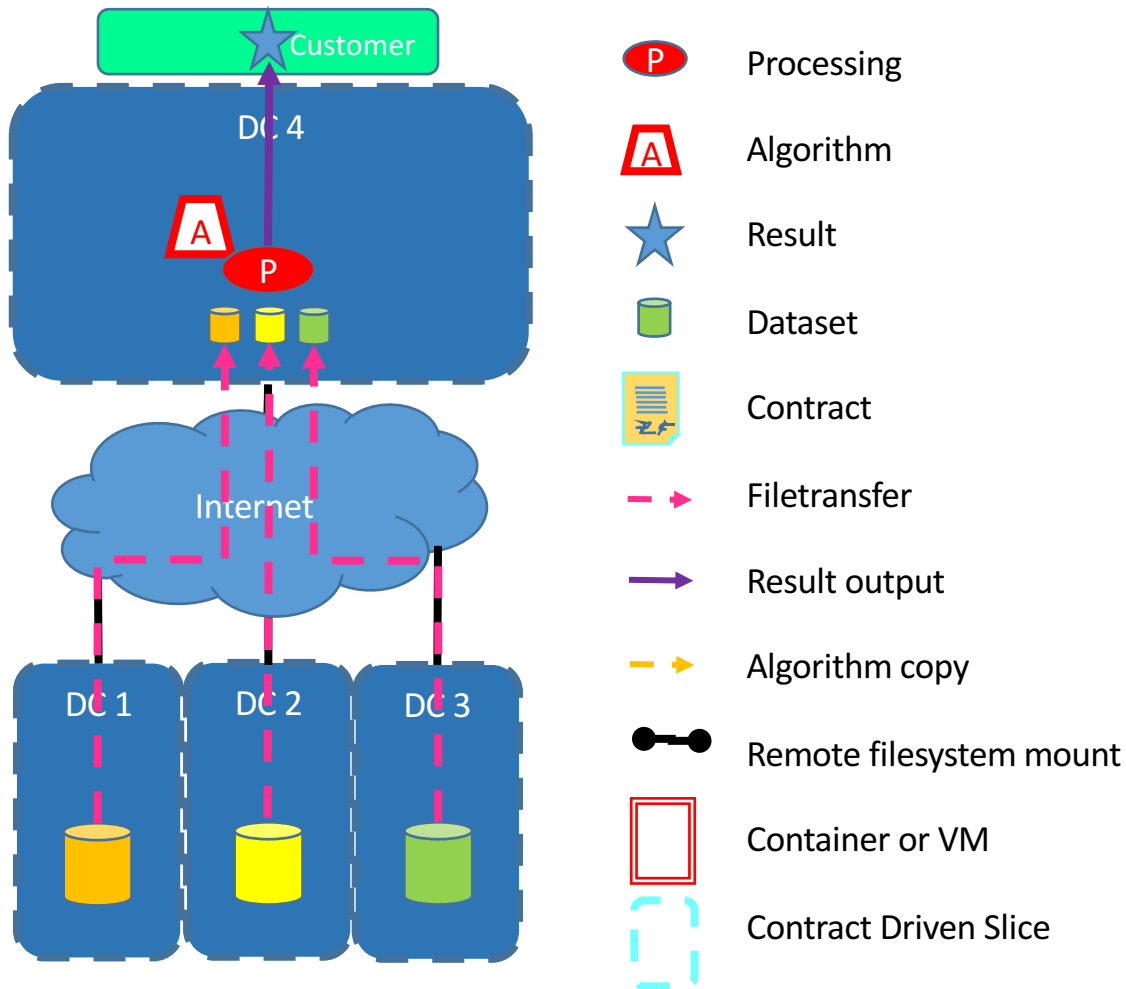 Customer
DC 4
A
P
Internet
DC 1
DC 2
DC 3
P
Processing
A
Algorithm
Result
Dataset
Contract
Filetransfer
Result output
Algorithm copy
Remote filesystem mount
Container or VM
Contract Driven Slice